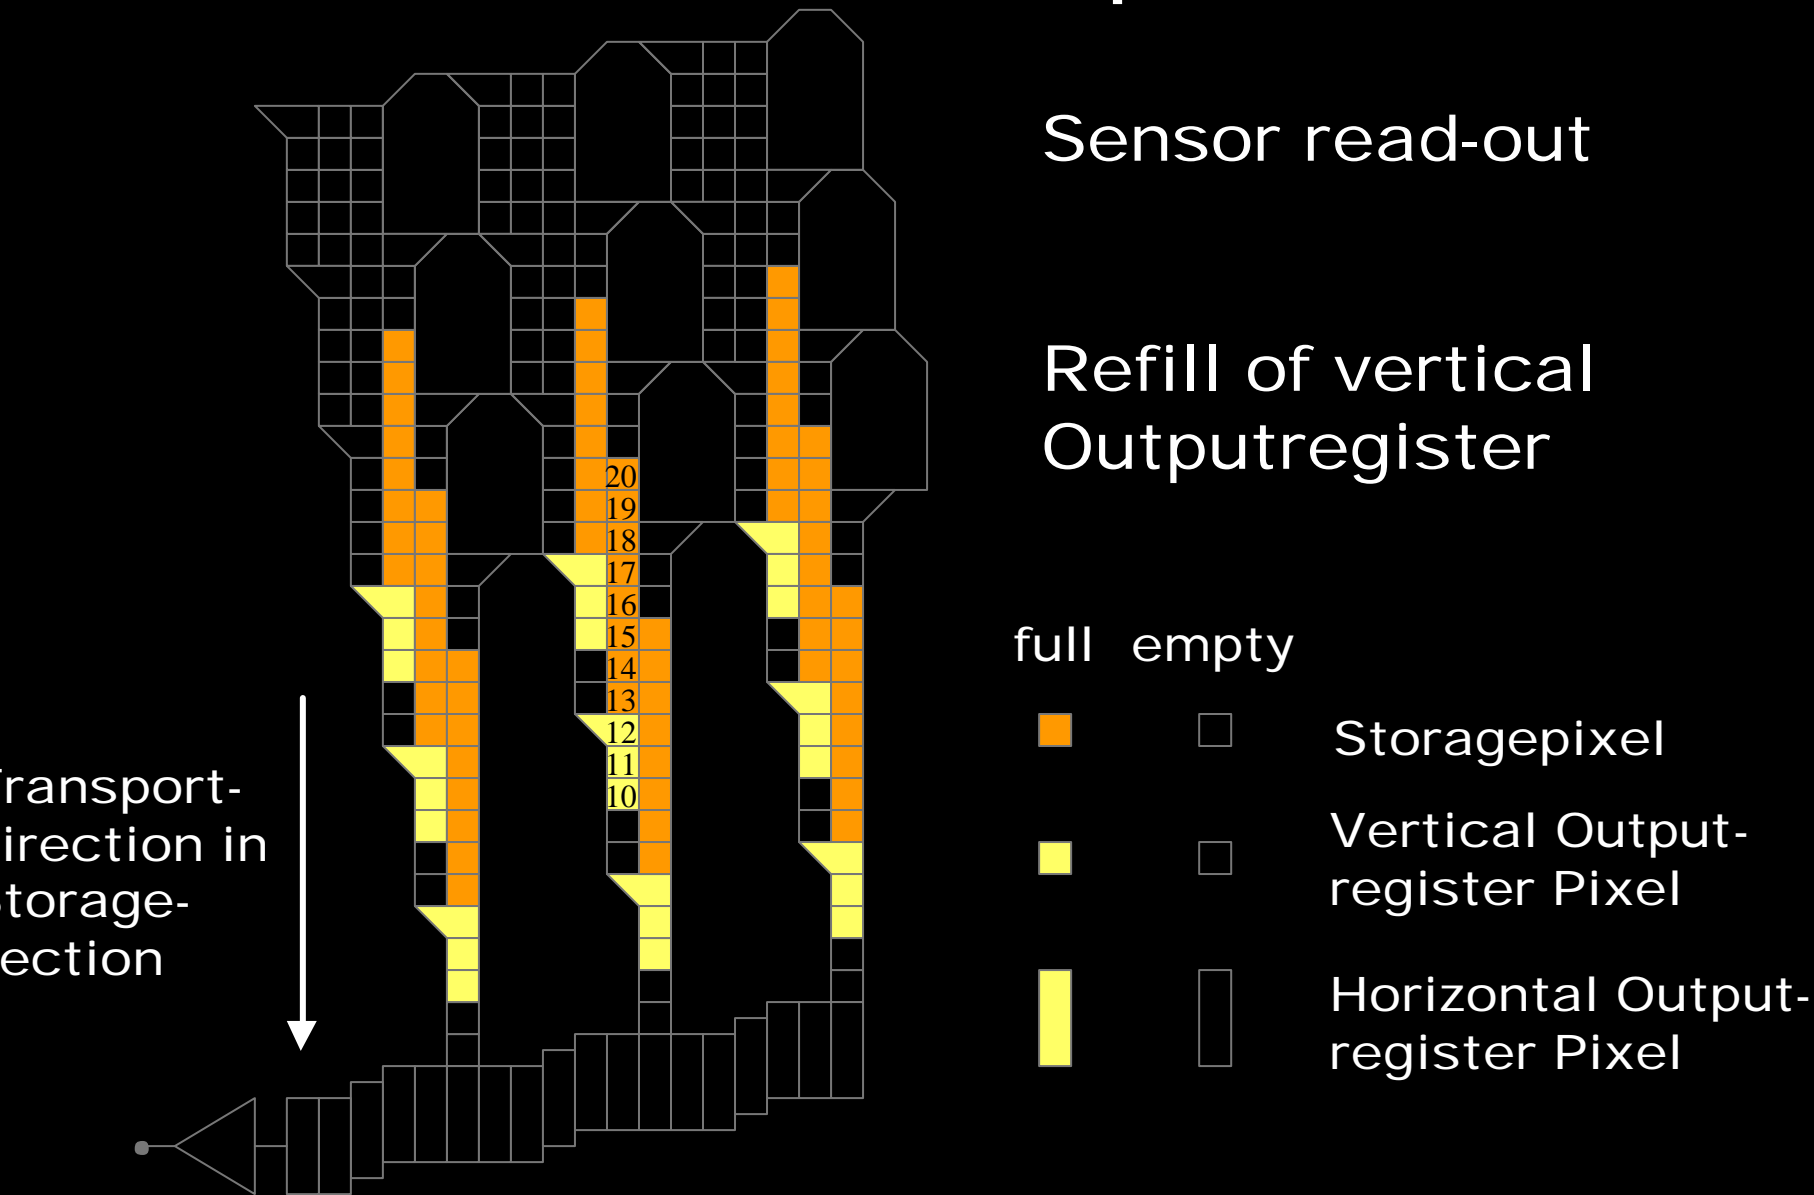 Sensor read-out
Refill of vertical
Outputregister
20
19
18
17
16
15
14
13
12
11
10
full empty
Storagepixel
Vertical Output-
register Pixel
Horizontal Output-
register Pixel
ransport-
irection in
torage-
ection